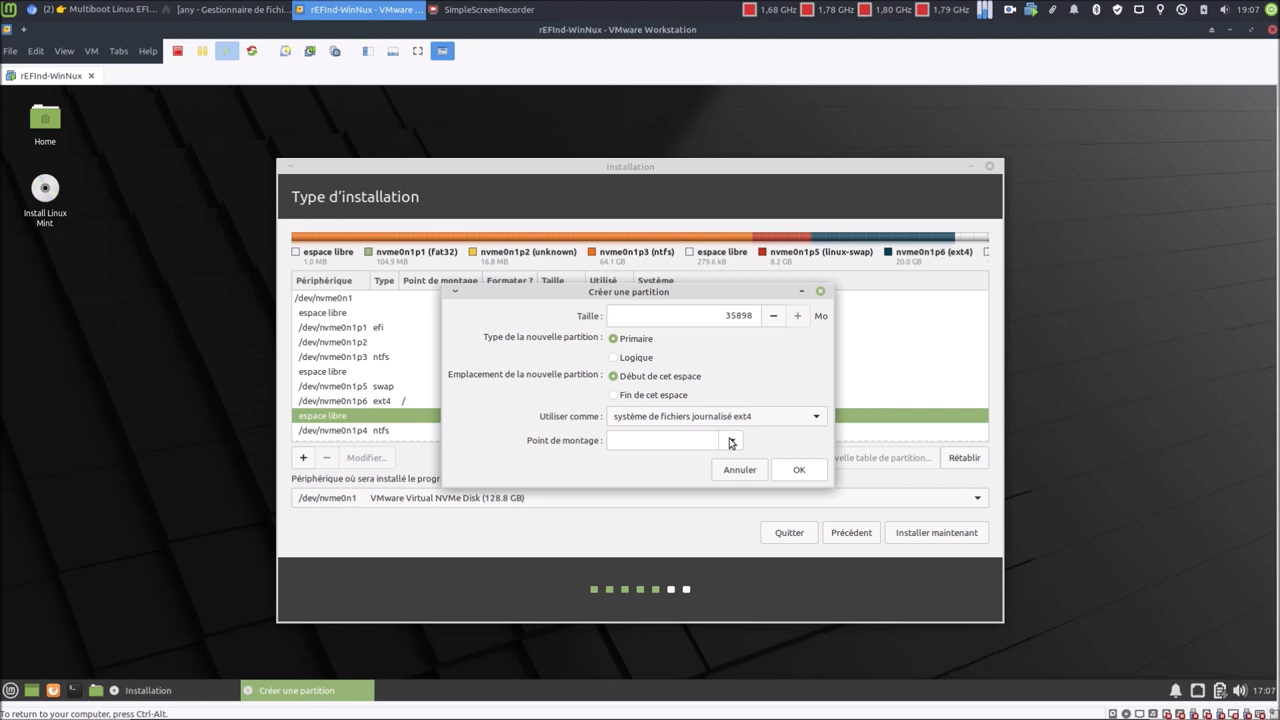 (2) 👉 Multiboot Linux EFI...
[any - Gestionnaire de fichi...
rEFInd-WinNux - VMware ...
SimpleScreenRecorder
1,68 GHz
1,78 GHz
1,80 GHz
1,79 GHz
19:07
rEFInd-WinNux - VMware Workstation
File Edit View VM Tabs Help
rEFInd-WinNux
Home
Install Linux
Mint
Installation
Type d’installation
espace libre nvme0n1p1 (fat32) nvme0n1p2 (unknown) nvme0n1p3 (ntfs) espace libre nvme0n1p5 (linux-swap) nvme0n1p6 (ext4)
1.0 MB 104.9 MB 16.8 MB 64.1 GB 279.6 kB 8.2 GB 20.0 GB
Périphérique Type Point de montage Formater ? Taille Utilisé Système
/dev/nvme0n1
espace libre
/dev/nvme0n1p1 efi
/dev/nvme0n1p2
/dev/nvme0n1p3 ntfs
espace libre
/dev/nvme0n1p5 swap
/dev/nvme0n1p6 ext4 /
espace libre
/dev/nvme0n1p4 ntfs
Créer une partition
Taille : 35898 Mo
Type de la nouvelle partition : Primaire
Logique
Emplacement de la nouvelle partition : Début de cet espace
Fin de cet espace
Utiliser comme : système de fichiers journalisé ext4
Point de montage :
Annuler OK
+ − Modifier... velle table de partition... Rétablir
Périphérique où sera installé le prog
/dev/nvme0n1 VMware Virtual NVMe Disk (128.8 GB)
Quitter Précédent Installer maintenant
Installation
Créer une partition
17:07
To return to your computer, press Ctrl-Alt.